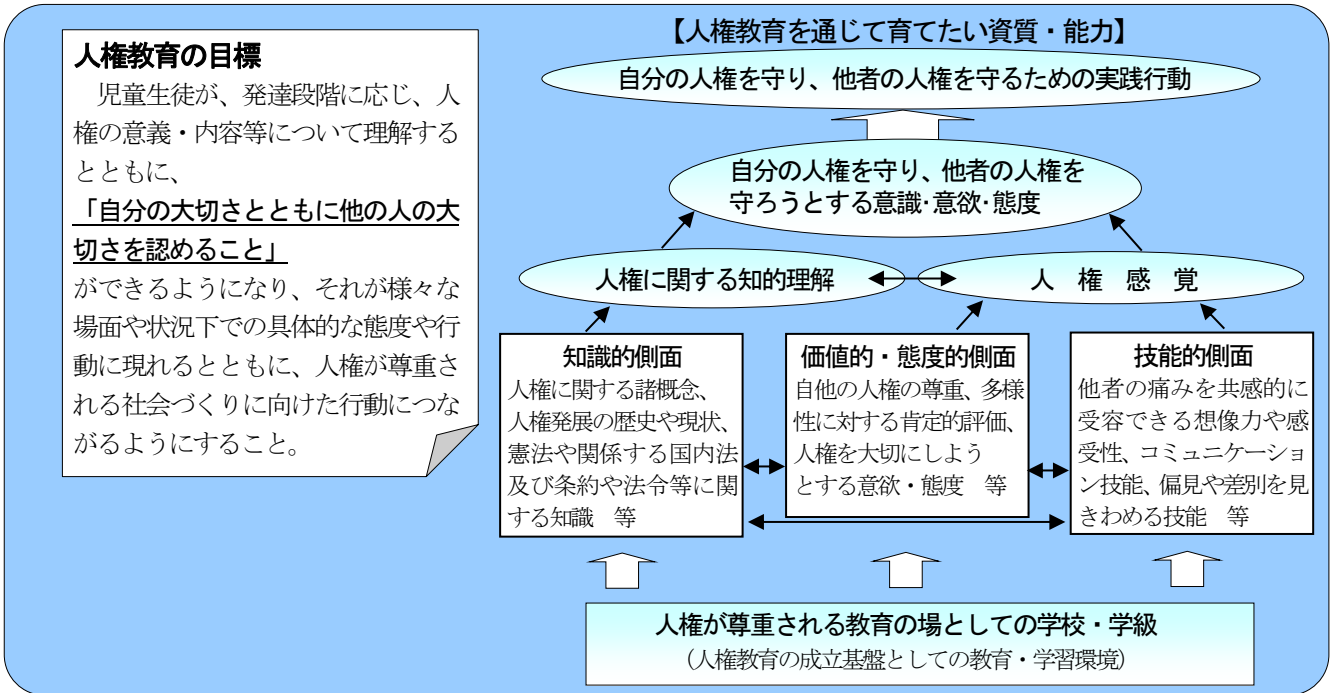 人権教育の目標
児童生徒が、発達段階に応じ、人
権の意義・内容等について理解する
とともに、
「自分の大切さとともに他の人の大
切さを認めること」
ができるようになり、それが様々な
場面や状況下での具体的な態度や行
動に現れるとともに、人権が尊重さ
れる社会づくりに向けた行動につな
がるようにすること。
【人権教育を通じて育てたい資質・能力】
自分の人権を守り、他者の人権を守るための実践行動
自分の人権を守り、他者の人権を
守ろうとする意識・意欲・態度
人権に関する知的理解
人権感覚
知識的側面
人権に関する諸概念、
人権発展の歴史や現状、
憲法や関係する国内法
及び条約や法令等に関
する知識 等
価値的・態度的側面
自他の人権の尊重、多様
性に対する肯定的評価、
人権を大切にしよう
とする意欲・態度 等
技能的側面
他者の痛みを共感的に
受容できる想像力や感
受性、コミュニケーショ
ン技能、偏見や差別を見
きわめる技能 等
人権が尊重される教育の場としての学校・学級
（人権教育の成立基盤としての教育・学習環境）